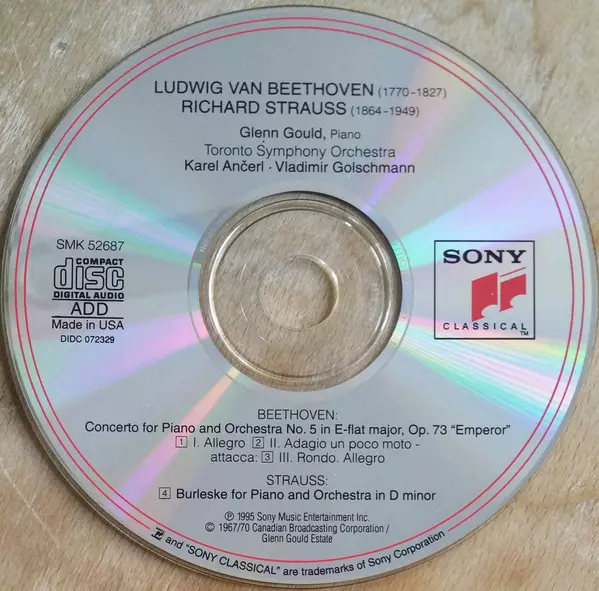 LUDWIG VAN BEETHOVEN (1770-1827)
RICHARD STRAUSS (1864-1949)
Glenn Gould, Piano
Toronto Symphony Orchestra
Karel Ančerl · Vladimir Golschmann
SMK 52687
COMPACT
disc
DIGITAL AUDIO
ADD
Made in USA
DIDC 072329
SONY
CLASSICAL™
BEETHOVEN:
Concerto for Piano and Orchestra No. 5 in E-flat major, Op. 73 "Emperor"
1 I. Allegro 2 II. Adagio un poco moto -
attacca: 3 III. Rondo. Allegro
STRAUSS:
4 Burleske for Piano and Orchestra in D minor
℗ 1995 Sony Music Entertainment Inc.
© 1967/70 Canadian Broadcasting Corporation /
Glenn Gould Estate
and "SONY CLASSICAL" are trademarks of Sony Corporation